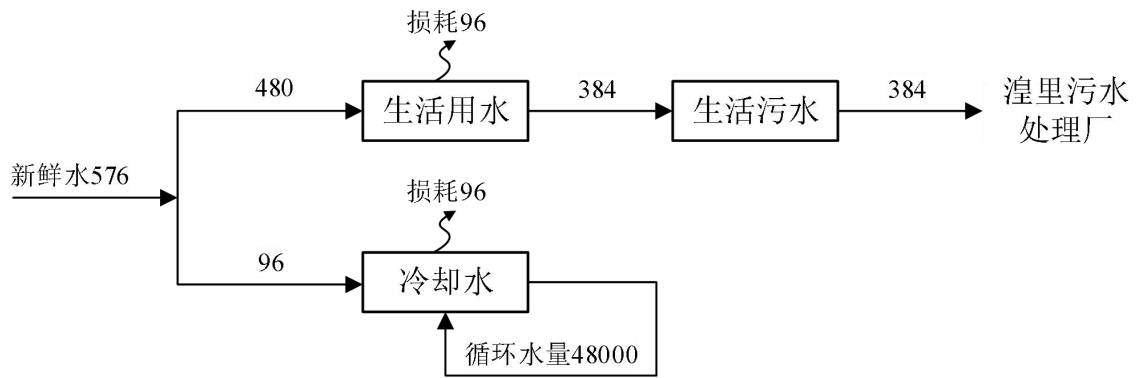 损耗96
480
生活用水
384
生活污水
384
湟里污水
处理厂
新鲜水576
损耗96
96
冷却水
循环水量48000